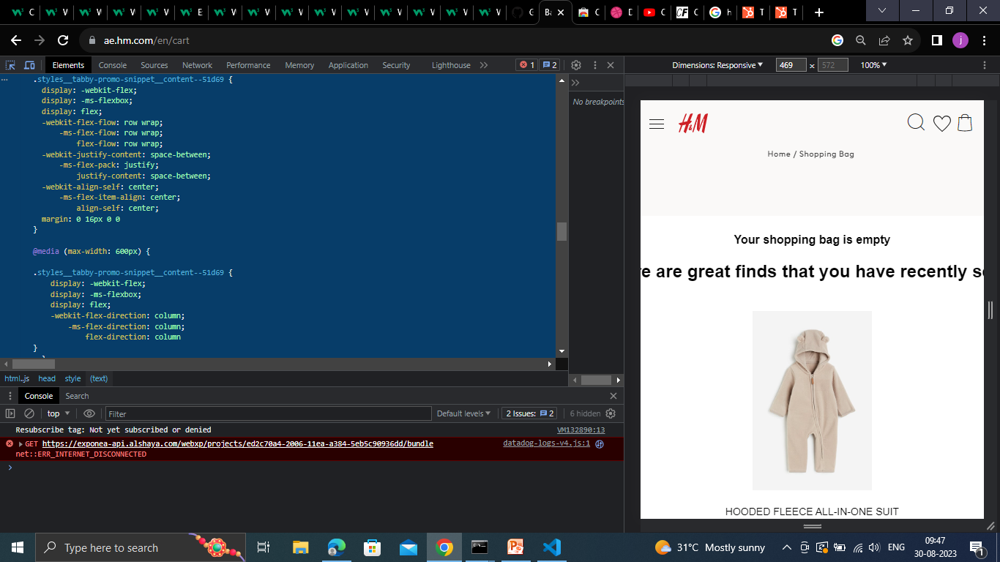 ae.hm.com/en/cart
Elements Console Sources Network Performance Memory Application Security Lighthouse 1 2
Dimensions: Responsive 469 × 572 100%
.styles__tabby-promo-snippet__content--51d69 {
display: -webkit-flex;
display: -ms-flexbox;
display: flex;
-webkit-flex-flow: row wrap;
-ms-flex-flow: row wrap;
flex-flow: row wrap;
-webkit-justify-content: space-between;
-ms-flex-pack: justify;
justify-content: space-between;
-webkit-align-self: center;
-ms-flex-item-align: center;
align-self: center;
margin: 0 16px 0 0
}
@media (max-width: 600px) {
.styles__tabby-promo-snippet__content--51d69 {
display: -webkit-flex;
display: -ms-flexbox;
display: flex;
-webkit-flex-direction: column;
-ms-flex-direction: column;
flex-direction: column
}
No breakpoints
html.js head style (text)
Console Search
top Filter Default levels 2 Issues: 2 6 hidden
Resubscribe tag: Not yet subscribed or denied VM132890:13
GET https://exponea-api.alshaya.com/webxp/projects/ed2c70a4-2006-11ea-a384-5eb5c90936dd/bundle datadog-logs-v4.js:1
net::ERR_INTERNET_DISCONNECTED
H&M
Home / Shopping Bag
Your shopping bag is empty
re are great finds that you have recently se
HOODED FLEECE ALL-IN-ONE SUIT
Type here to search
31°C Mostly sunny
ENG
09:47
30-08-2023
1